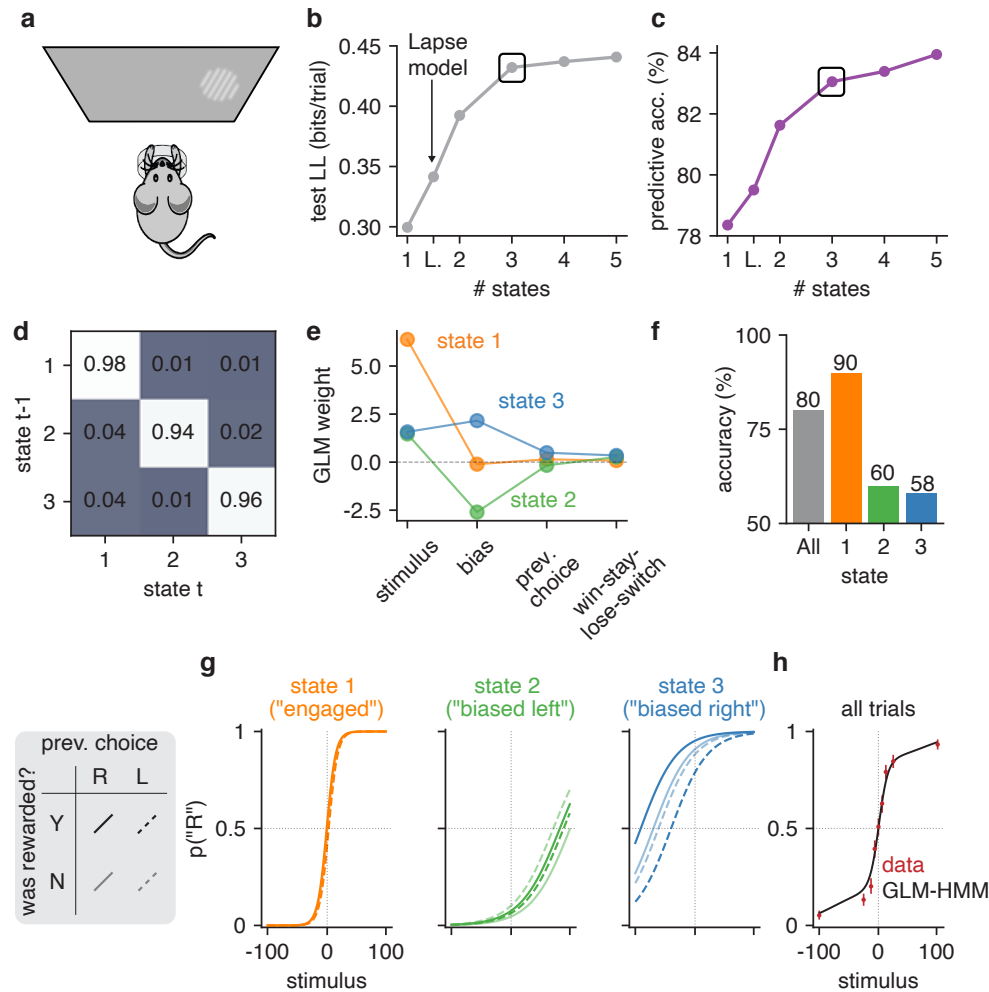 a
b
Lapse
model
test LL (bits/trial)
0.45
0.40
0.35
0.30
1 L. 2 3 4 5
# states
c
predictive acc. (%)
84
82
80
78
1 L. 2 3 4 5
# states
d
state t-1
1 0.98 0.01 0.01
2 0.04 0.94 0.02
3 0.04 0.01 0.96
1 2 3
state t
e
GLM weight
5.0
2.5
0.0
-2.5
state 1
state 3
state 2
stimulus
bias
prev.
choice
win-stay-
lose-switch
f
accuracy (%)
100
75
50
80 90 60 58
All 1 2 3
state
prev. choice
was rewarded?
R L
Y
N
g
state 1
("engaged")
state 2
("biased left")
state 3
("biased right")
p("R")
1
0.5
0
-100 0 100
stimulus
h
all trials
1
0.5
0
data
GLM-HMM
-100 0 100
stimulus